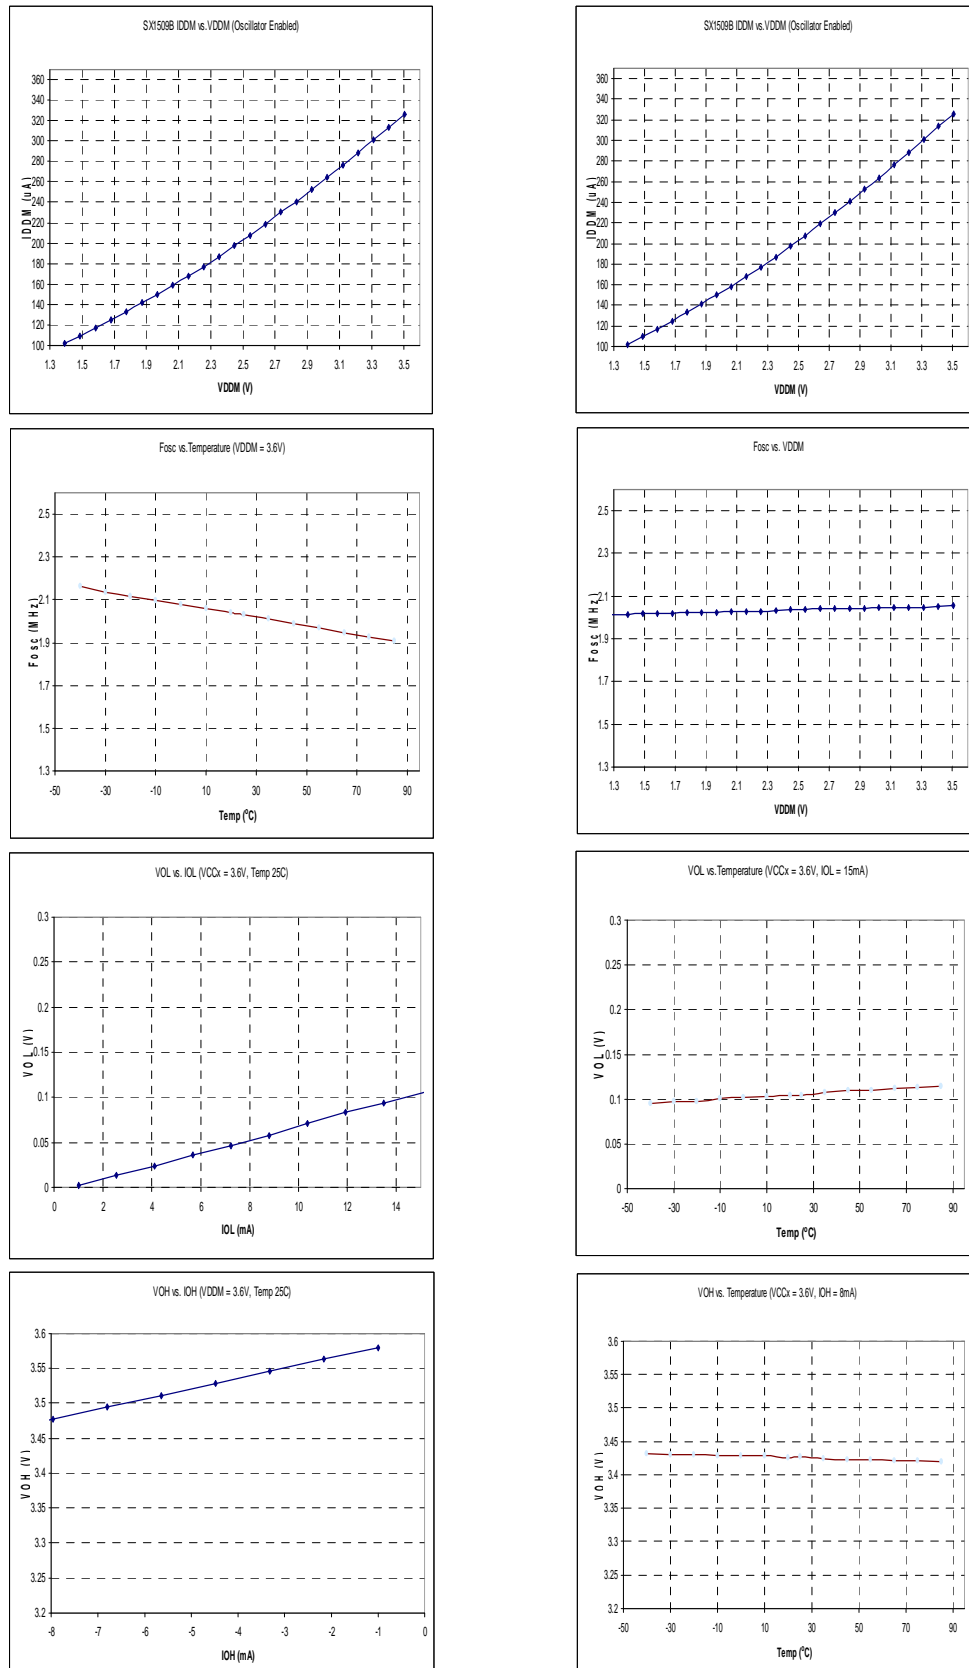 SX1509B IDDM vs. VDDM (Oscillator Enabled)
360
340
320
300
280
260
240
220
200
180
160
140
120
100
IDDM (uA)
1.3 1.5 1.7 1.9 2.1 2.3 2.5 2.7 2.9 3.1 3.3 3.5
VDDM (V)
SX1509B IDDM vs. VDDM (Oscillator Enabled)
360
340
320
300
280
260
240
220
200
180
160
140
120
100
IDDM (uA)
1.3 1.5 1.7 1.9 2.1 2.3 2.5 2.7 2.9 3.1 3.3 3.5
VDDM (V)
Fosc vs. Temperature (VDDM = 3.6V)
2.5
2.3
2.1
1.9
1.7
1.5
1.3
Fosc (MHz)
-50 -30 -10 10 30 50 70 90
Temp (°C)
Fosc vs. VDDM
2.5
2.3
2.1
1.9
1.7
1.5
1.3
Fosc (MHz)
1.3 1.5 1.7 1.9 2.1 2.3 2.5 2.7 2.9 3.1 3.3 3.5
VDDM (V)
VOL vs. IOL (VCCx = 3.6V, Temp 25C)
0.3
0.25
0.2
0.15
0.1
0.05
0
VOL (V)
0 2 4 6 8 10 12 14
IOL (mA)
VOL vs. Temperature (VCCx = 3.6V, IOL = 15mA)
0.3
0.25
0.2
0.15
0.1
0.05
0
VOL (V)
-50 -30 -10 10 30 50 70 90
Temp (°C)
VOH vs. IOH (VDDM = 3.6V, Temp 25C)
3.6
3.55
3.5
3.45
3.4
3.35
3.3
3.25
3.2
VOH (V)
-8 -7 -6 -5 -4 -3 -2 -1 0
IOH (mA)
VOH vs. Temperature (VCCx = 3.6V, IOH = 8mA)
3.6
3.55
3.5
3.45
3.4
3.35
3.3
3.25
3.2
VOH (V)
-50 -30 -10 10 30 50 70 90
Temp (°C)